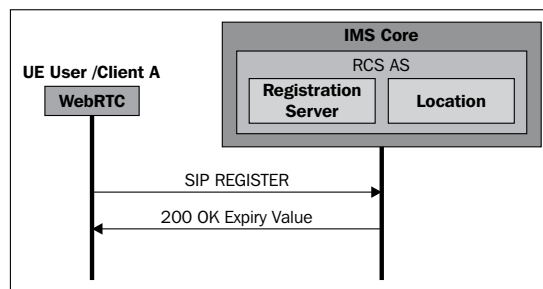 IMS Core
RCS AS
UE User /Client A
WebRTC
Registration
Server
Location
SIP REGISTER
200 OK Expiry Value